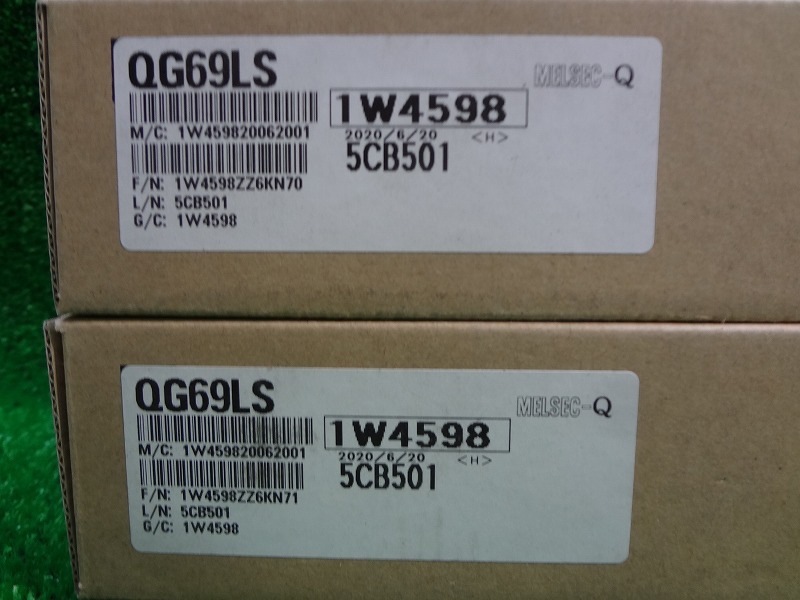 QG69LS
MELSEC-Q
1W4598
M/C: 1W459820062001
2020/6/20 <H>
5CB501
F/N: 1W4598ZZ6KN70
L/N: 5CB501
G/C: 1W4598
QG69LS
MELSEC-Q
1W4598
M/C: 1W459820062001
2020/6/20 <H>
5CB501
F/N: 1W4598ZZ6KN71
L/N: 5CB501
G/C: 1W4598